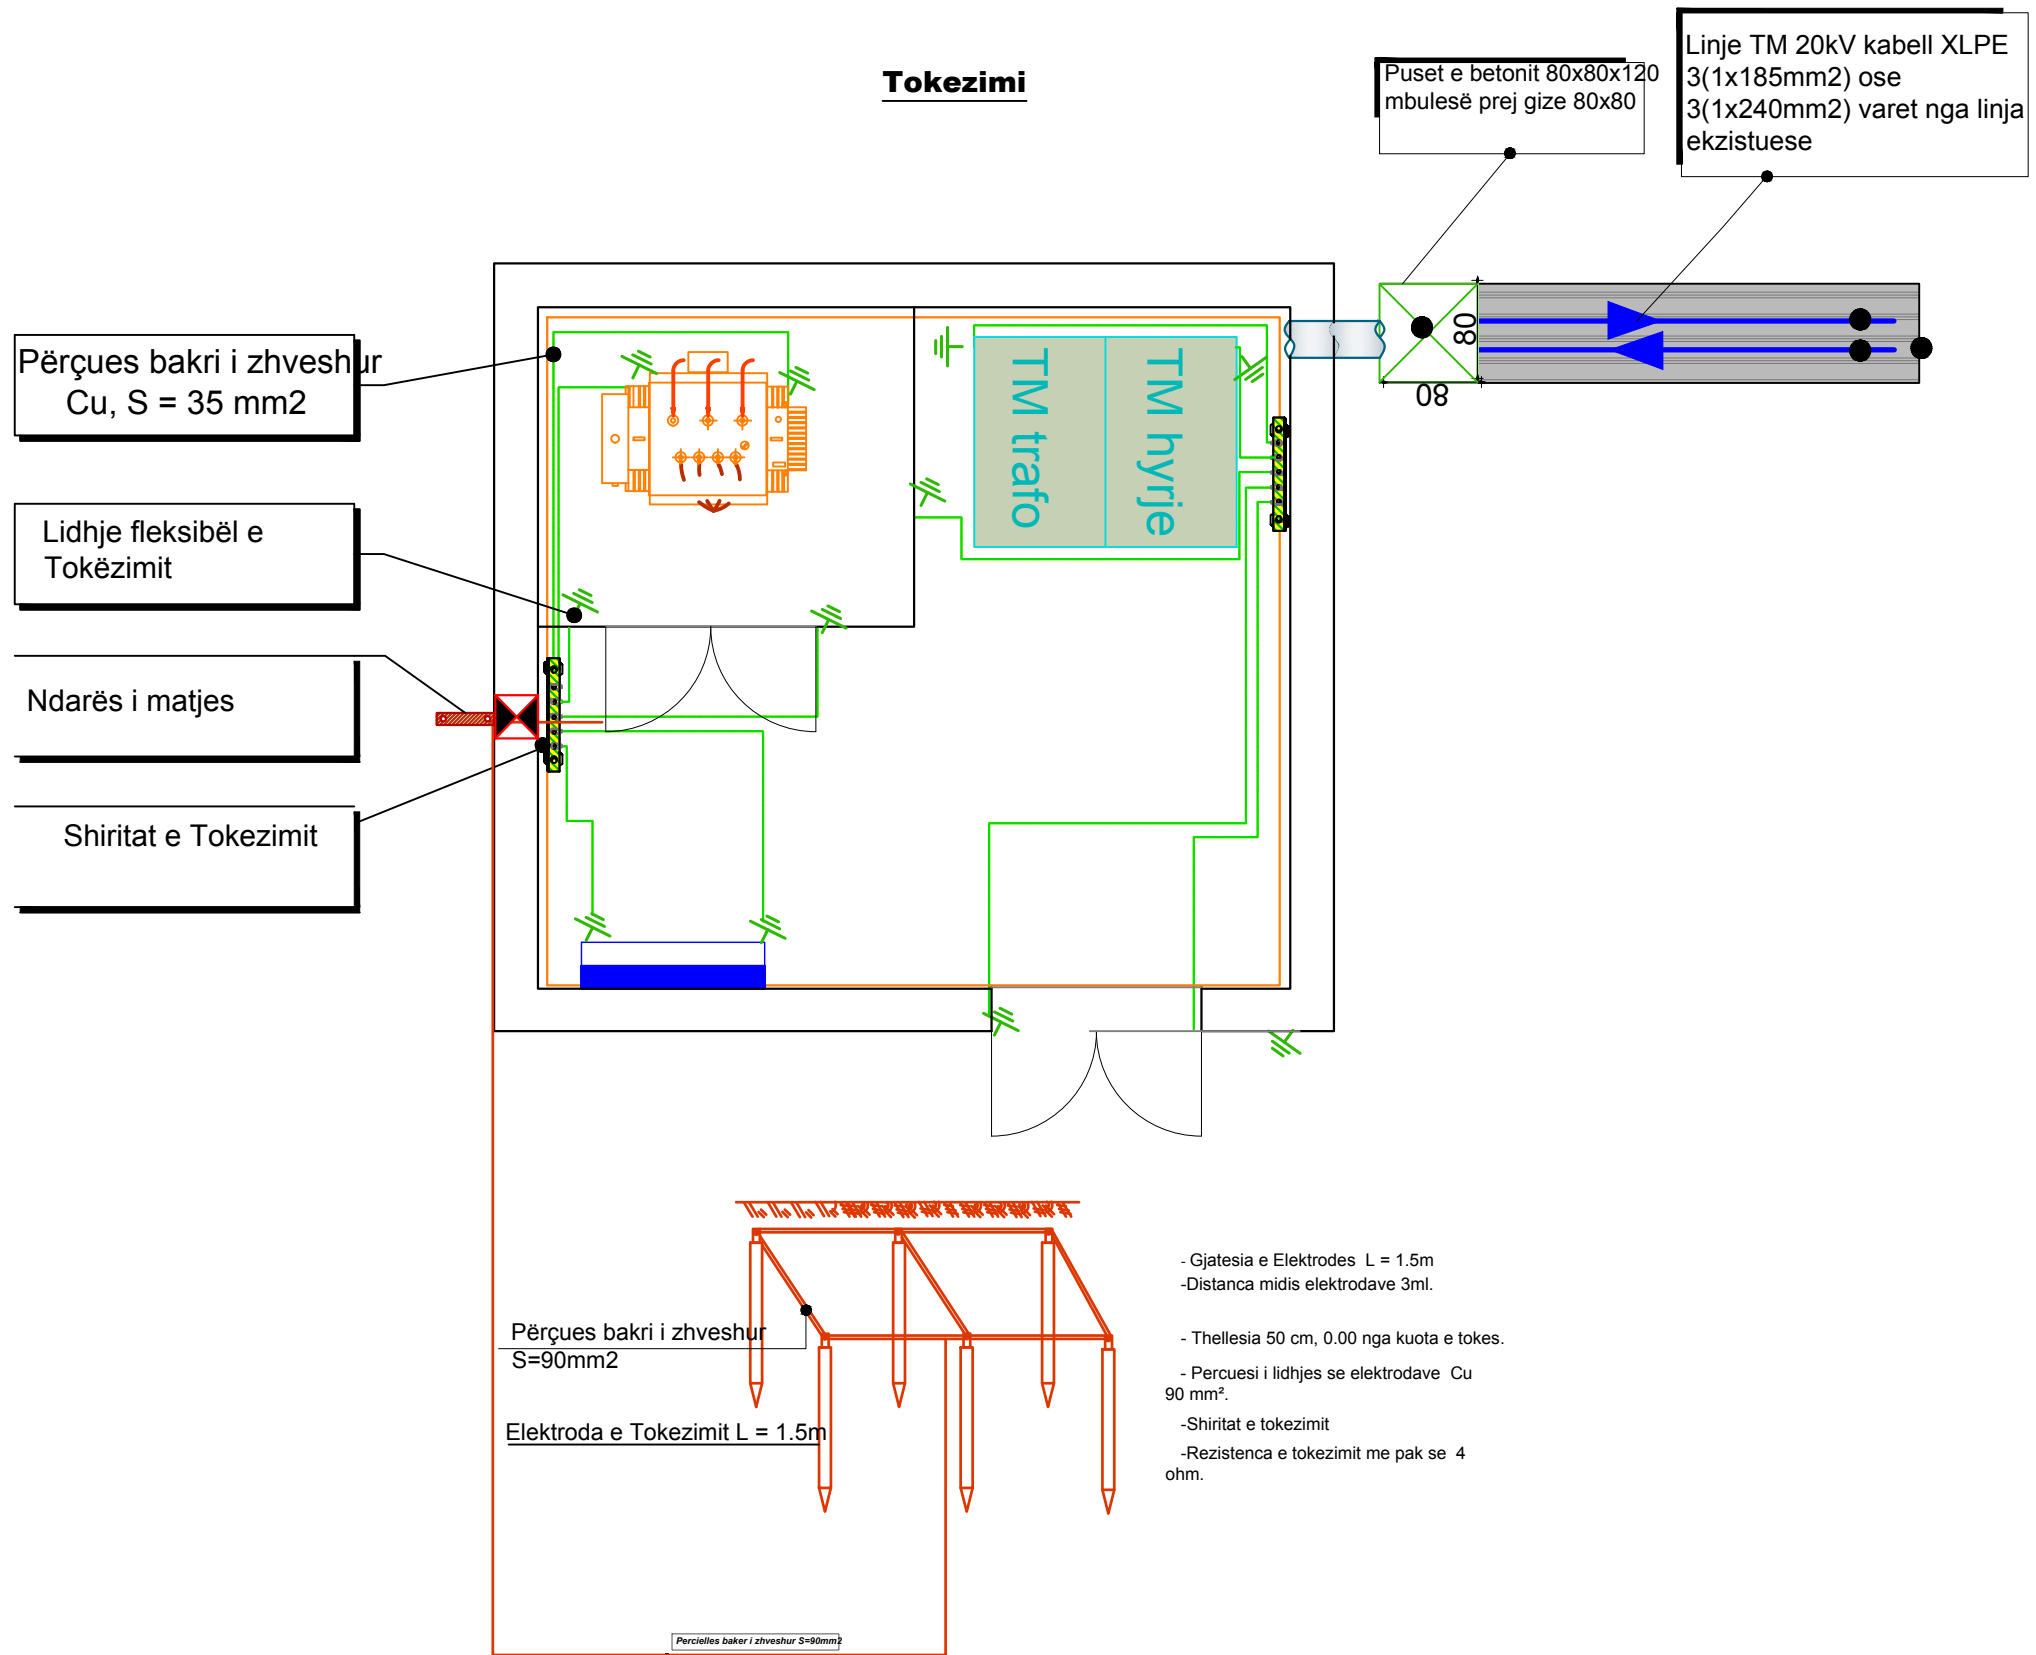 Tokezimi
Puset e betonit 80x80x120
mbulesë prej gize 80x80
Linje TM 20kV kabell XLPE
3(1x185mm2) ose
3(1x240mm2) varet nga linja
ekzistuese
Përçues bakri i zhveshur
Cu, S = 35 mm2
Lidhje fleksibël e
Tokëzimit
Ndarës i matjes
Shiritat e Tokezimit
TM trafo
TM hyrje
80
80
Përçues bakri i zhveshur
S=90mm2
Elektroda e Tokezimit L = 1.5m
- Gjatesia e Elektrodes L = 1.5m
-Distanca midis elektrodave 3ml.
- Thellesia 50 cm, 0.00 nga kuota e tokes.
- Percuesi i lidhjes se elektrodave Cu
90 mm².
-Shiritat e tokezimit
-Rezistenca e tokezimit me pak se 4
ohm.
Percielles baker i zhveshur S=90mm2